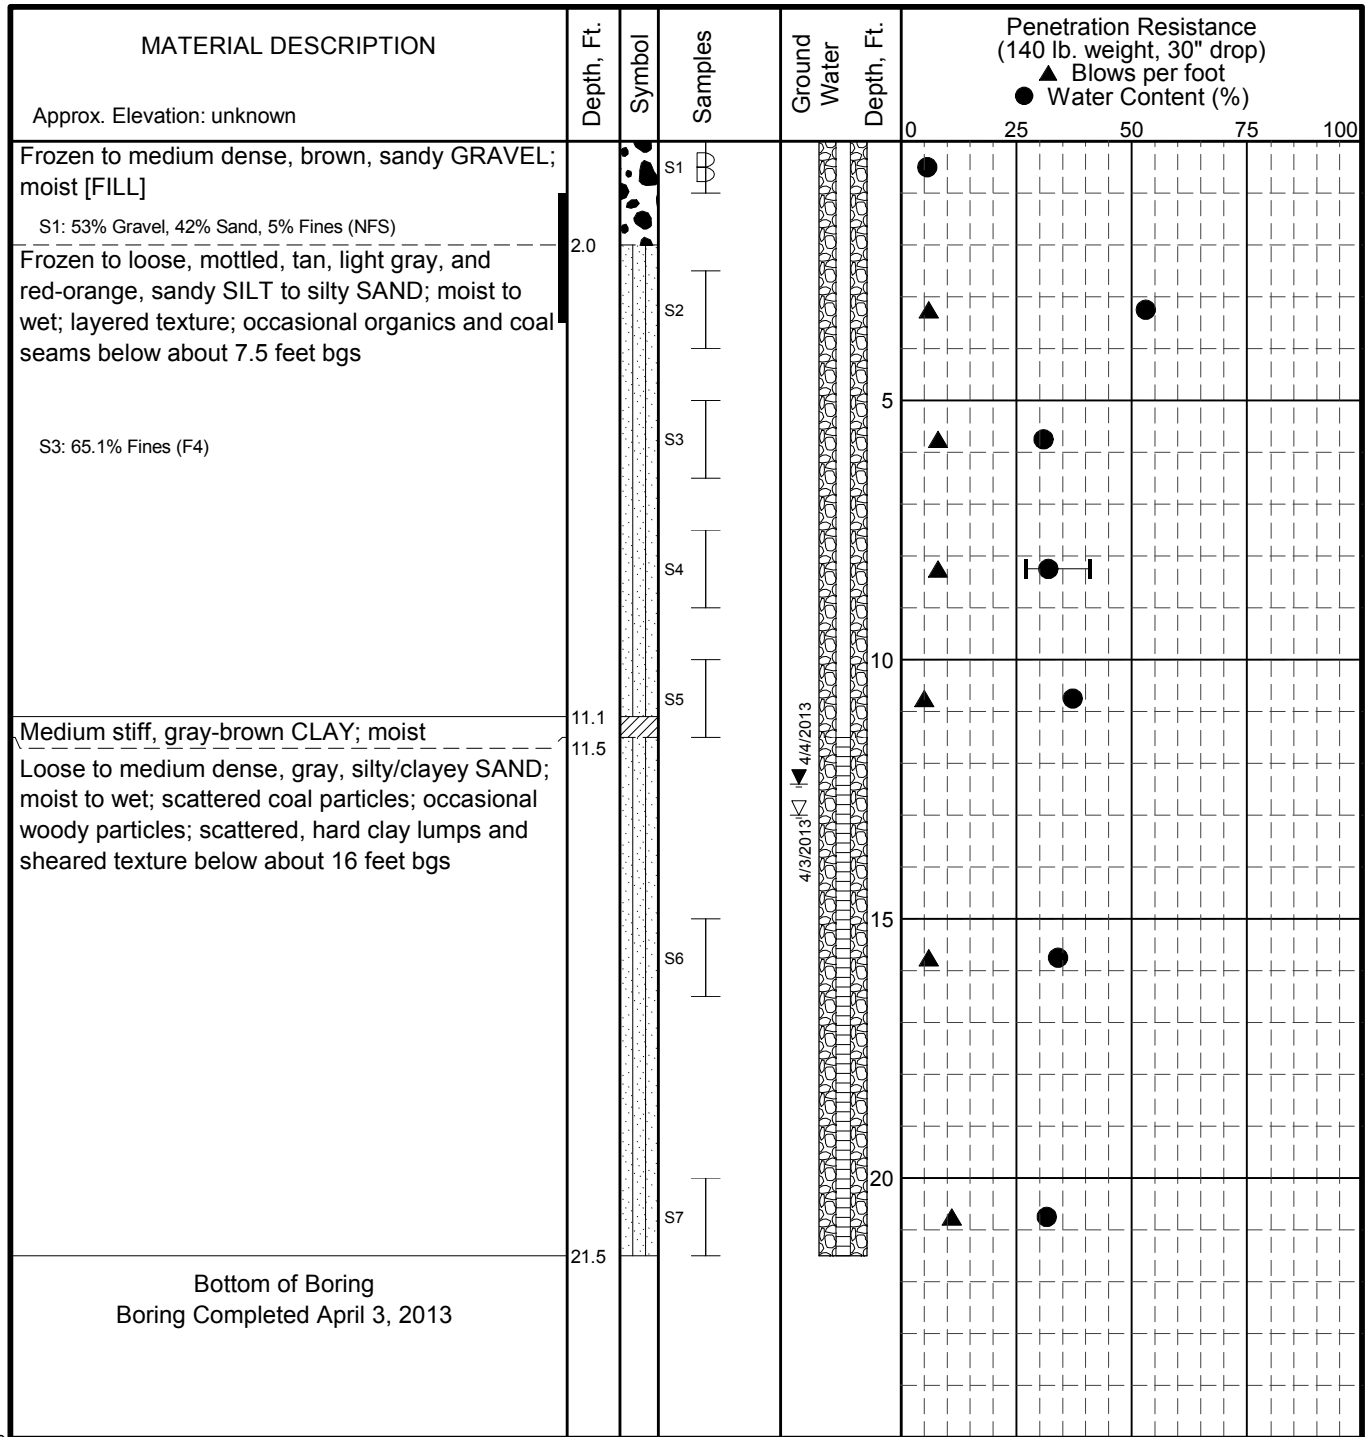 MATERIAL DESCRIPTION
Approx. Elevation: unknown
Depth, Ft.
Symbol
Samples
Ground
Water
Depth, Ft.
Penetration Resistance
(140 lb. weight, 30" drop)
▲ Blows per foot
● Water Content (%)
0 25 50 75 100
Frozen to medium dense, brown, sandy GRAVEL;
moist [FILL]
S1: 53% Gravel, 42% Sand, 5% Fines (NFS)
2.0
Frozen to loose, mottled, tan, light gray, and
red-orange, sandy SILT to silty SAND; moist to
wet; layered texture; occasional organics and coal
seams below about 7.5 feet bgs
S3: 65.1% Fines (F4)
11.1
Medium stiff, gray-brown CLAY; moist
11.5
Loose to medium dense, gray, silty/clayey SAND;
moist to wet; scattered coal particles; occasional
woody particles; scattered, hard clay lumps and
sheared texture below about 16 feet bgs
21.5
Bottom of Boring
Boring Completed April 3, 2013
S1
S2
S3
S4
S5
S6
S7
4/4/2013
4/3/2013
5
10
15
20